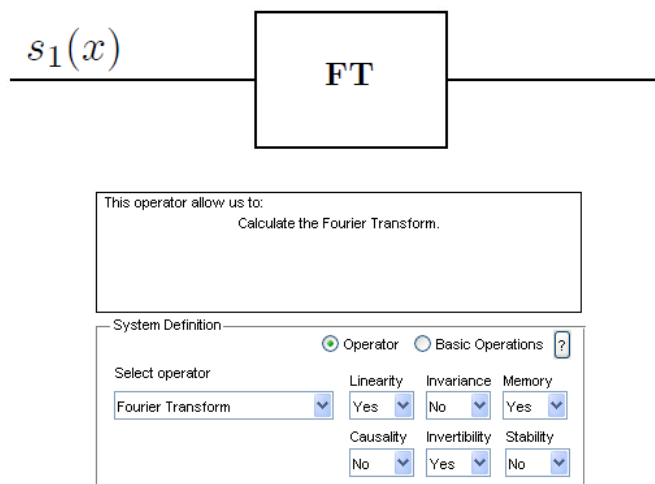 s₁(x)
FT
This operator allow us to:
Calculate the Fourier Transform.
System Definition
Operator Basic Operations ?
Select operator
Linearity Invariance Memory
Fourier Transform Yes No Yes
Causality Invertibility Stability
No Yes No